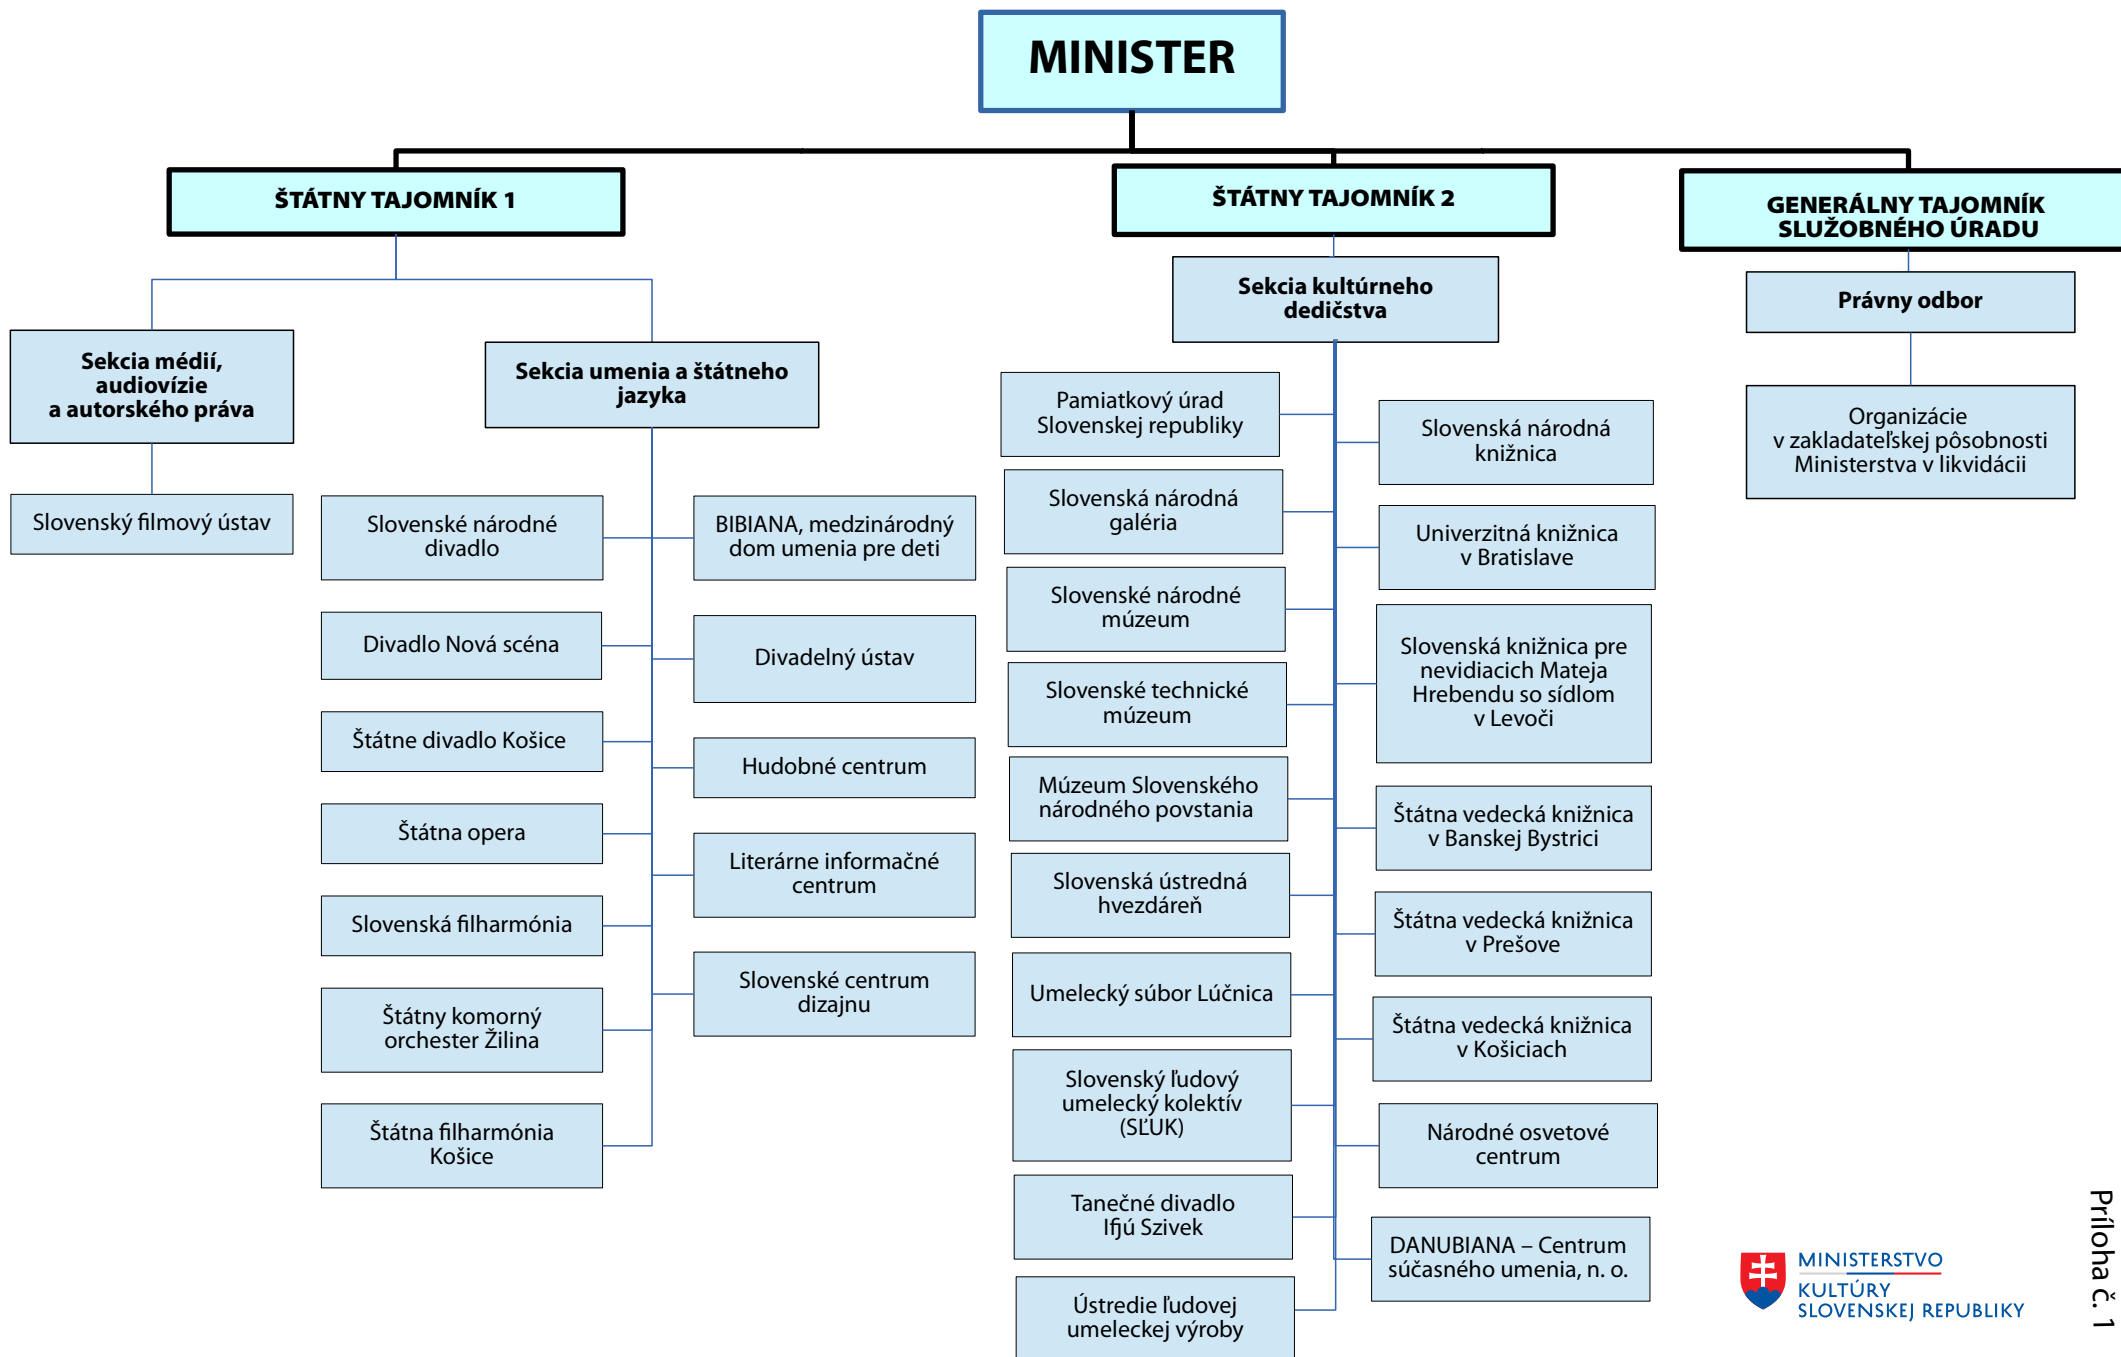 MINISTER
ŠTÁTNY TAJOMNÍK 1
ŠTÁTNY TAJOMNÍK 2
GENERÁLNY TAJOMNÍK
SLUŽOBNÉHO ÚRADU
Sekcia médií,
audiovízie
a autorského práva
Slovenský filmový ústav
Sekcia umenia a štátneho
jazyka
Slovenské národné
divadlo
Divadlo Nová scéna
Štátne divadlo Košice
Štátna opera
Slovenská filharmónia
Štátny komorný
orchester Žilina
Štátna filharmónia
Košice
BIBIANA, medzinárodný
dom umenia pre deti
Divadelný ústav
Hudobné centrum
Literárne informačné
centrum
Slovenské centrum
dizajnu
Sekcia kultúrneho
dedičstva
Pamiatkový úrad
Slovenskej republiky
Slovenská národná
galéria
Slovenské národné
múzeum
Slovenské technické
múzeum
Múzeum Slovenského
národného povstania
Slovenská ústredná
hvezdáreň
Umelecký súbor Lúčnica
Slovenský ľudový
umelecký kolektív
(SĽUK)
Tanečné divadlo
Ifjú Szivek
Ústredie ľudovej
umeleckej výroby
Slovenská národná
knižnica
Univerzitná knižnica
v Bratislave
Slovenská knižnica pre
nevidiacich Mateja
Hrebendu so sídlom
v Levoči
Štátna vedecká knižnica
v Banskej Bystrici
Štátna vedecká knižnica
v Prešove
Štátna vedecká knižnica
v Košiciach
Národné osvetové
centrum
DANUBIANA – Centrum
súčasného umenia, n. o.
Právny odbor
Organizácie
v zakladateľskej pôsobnosti
Ministerstva v likvidácii
MINISTERSTVO
KULTÚRY
SLOVENSKEJ REPUBLIKY
Príloha č. 1